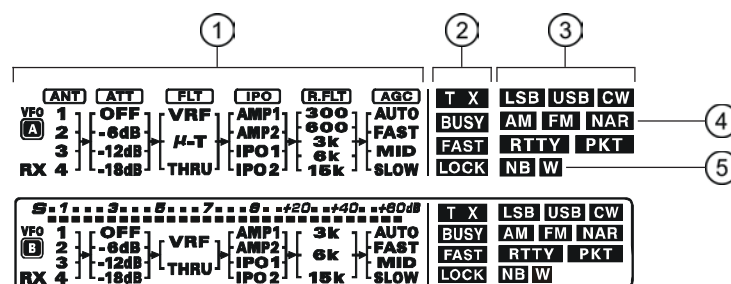 1 2 3
ANT ATT FLT IPO R.FLT AGC T X LSB USB CW
VFO 1 OFF VRF AMP1 300 AUTO BUSY AM FM NAR 4
A 2 -6dB μ-T AMP2 600 FAST FAST RTTY PKT
3 -12dB IPO1 3k MID LOCK NB W 5
RX 4 -18dB THRU IPO2 6k SLOW
15k
S 1 3 5 7 9 +20 +40 +60dB T X LSB USB CW
VFO 1 OFF VRF AMP1 3k AUTO BUSY AM FM NAR
B 2 -6dB THRU AMP2 6k FAST FAST RTTY PKT
3 -12dB IPO1 15k MID LOCK NB W
RX 4 -18dB IPO2 SLOW